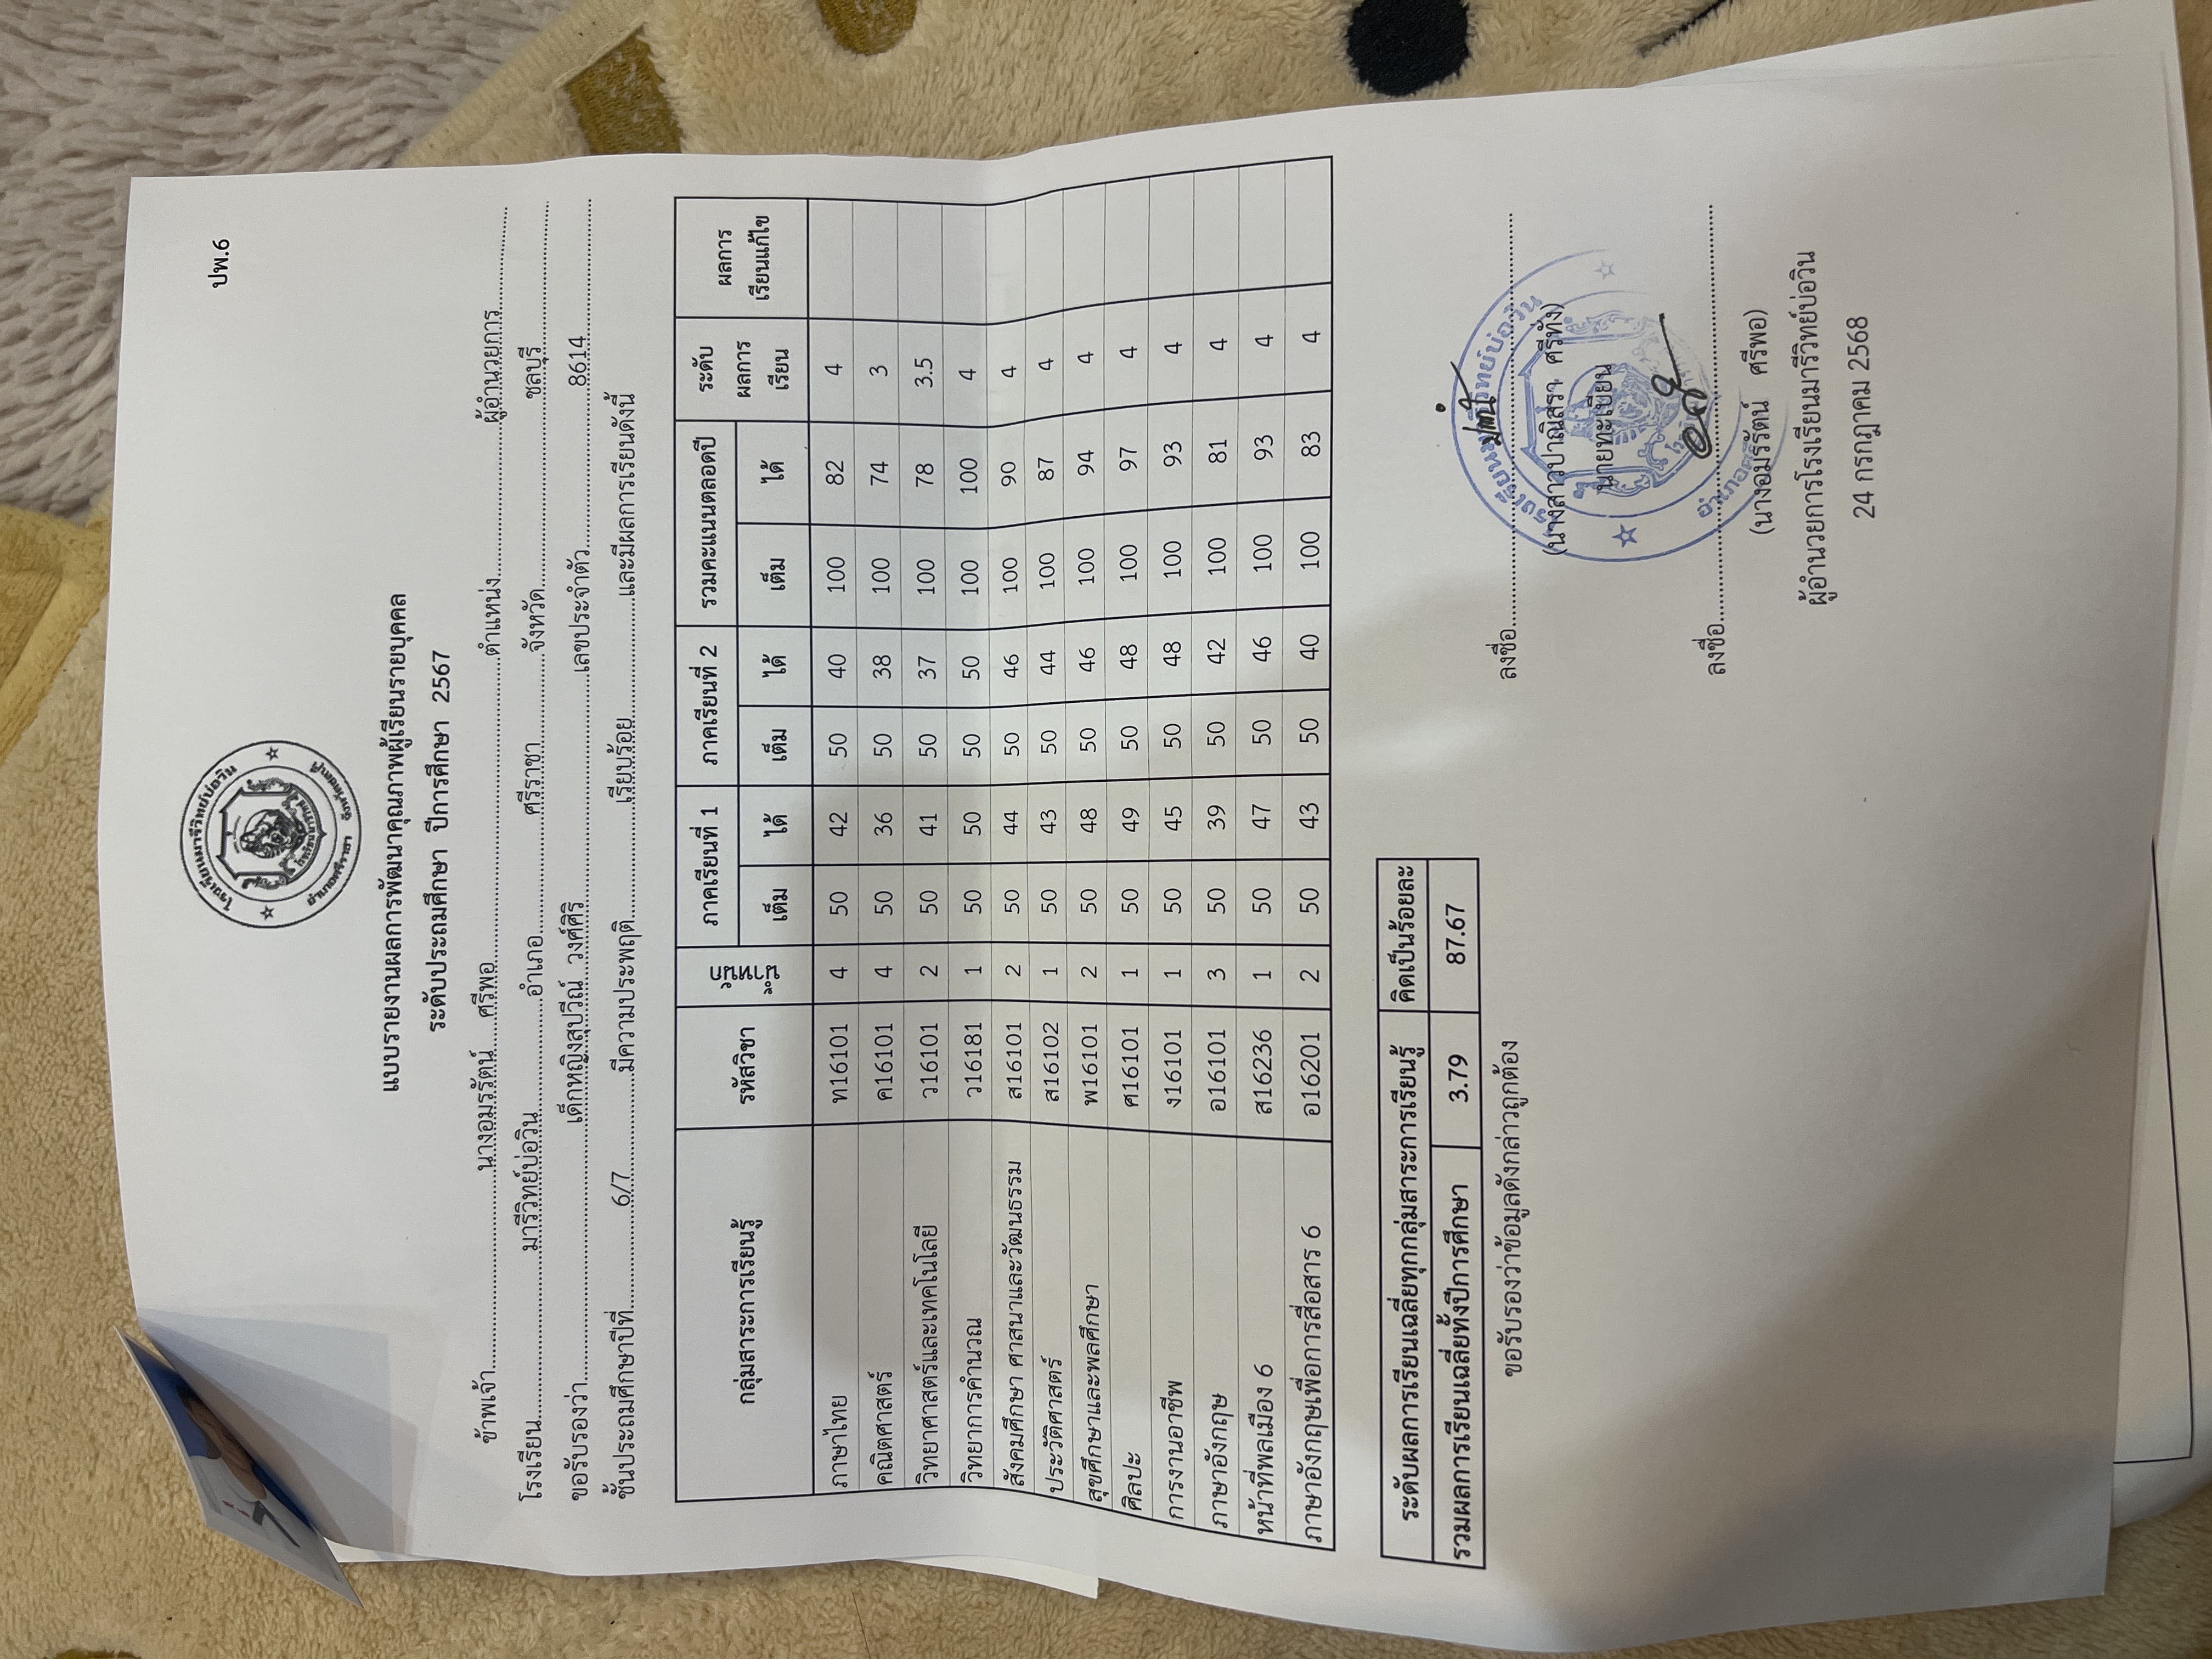 ปพ.6
โรงเรียนมารีวิทย์บ่อวิน
อำเภอศรีราชา จังหวัดชลบุรี
แบบรายงานผลการพัฒนาคุณภาพผู้เรียนรายบุคคล
ระดับประถมศึกษา ปีการศึกษา 2567
ข้าพเจ้า นางอมรรัตน์ ศรีพอ ตำแหน่ง ผู้อำนวยการ
โรงเรียน มารีวิทย์บ่อวิน อำเภอ ศรีราชา จังหวัด ชลบุรี
ขอรับรองว่า เด็กหญิงสุปวีณ์ วงศ์ศิริ เลขประจำตัว 8614
ชั้นประถมศึกษาปีที่ 6/7 มีความประพฤติ เรียบร้อย และมีผลการเรียนดังนี้
กลุ่มสาระการเรียนรู้ รหัสวิชา ภาคเรียนที่ 1 ภาคเรียนที่ 2 รวมคะแนนตลอดปี ระดับผลการเรียน ผลการเรียนแก้ไข
เต็ม ได้ เต็ม ได้ เต็ม ได้
ภาษาไทย ท16101 4 50 42 50 40 100 82 4
คณิตศาสตร์ ค16101 4 50 36 50 38 100 74 3
วิทยาศาสตร์และเทคโนโลยี ว16101 2 50 41 50 37 100 78 3.5
วิทยาการคำนวณ ว16181 1 50 50 50 50 100 100 4
สังคมศึกษา ศาสนาและวัฒนธรรม ส16101 2 50 44 50 46 100 90 4
ประวัติศาสตร์ ส16102 1 50 43 50 44 100 87 4
สุขศึกษาและพลศึกษา พ16101 2 50 48 50 46 100 94 4
ศิลปะ ศ16101 1 50 49 50 48 100 97 4
การงานอาชีพ ง16101 1 50 45 50 48 100 93 4
ภาษาอังกฤษ อ16101 3 50 39 50 42 100 81 4
หน้าที่พลเมือง 6 ส16236 1 50 47 50 46 100 93 4
ภาษาอังกฤษเพื่อการสื่อสาร 6 อ16201 2 50 43 50 40 100 83 4
ระดับผลการเรียนเฉลี่ยทุกกลุ่มสาระการเรียนรู้ คิดเป็นร้อยละ
รวมผลการเรียนเฉลี่ยทั้งปีการศึกษา 3.79 87.67
ขอรับรองว่าข้อมูลดังกล่าวถูกต้อง
ลงชื่อ
(นางสาวปาณิสรา ศรีทัง)
นายทะเบียน
ลงชื่อ
(นางอมรรัตน์ ศรีพอ)
ผู้อำนวยการโรงเรียนมารีวิทย์บ่อวิน
24 กรกฎาคม 2568